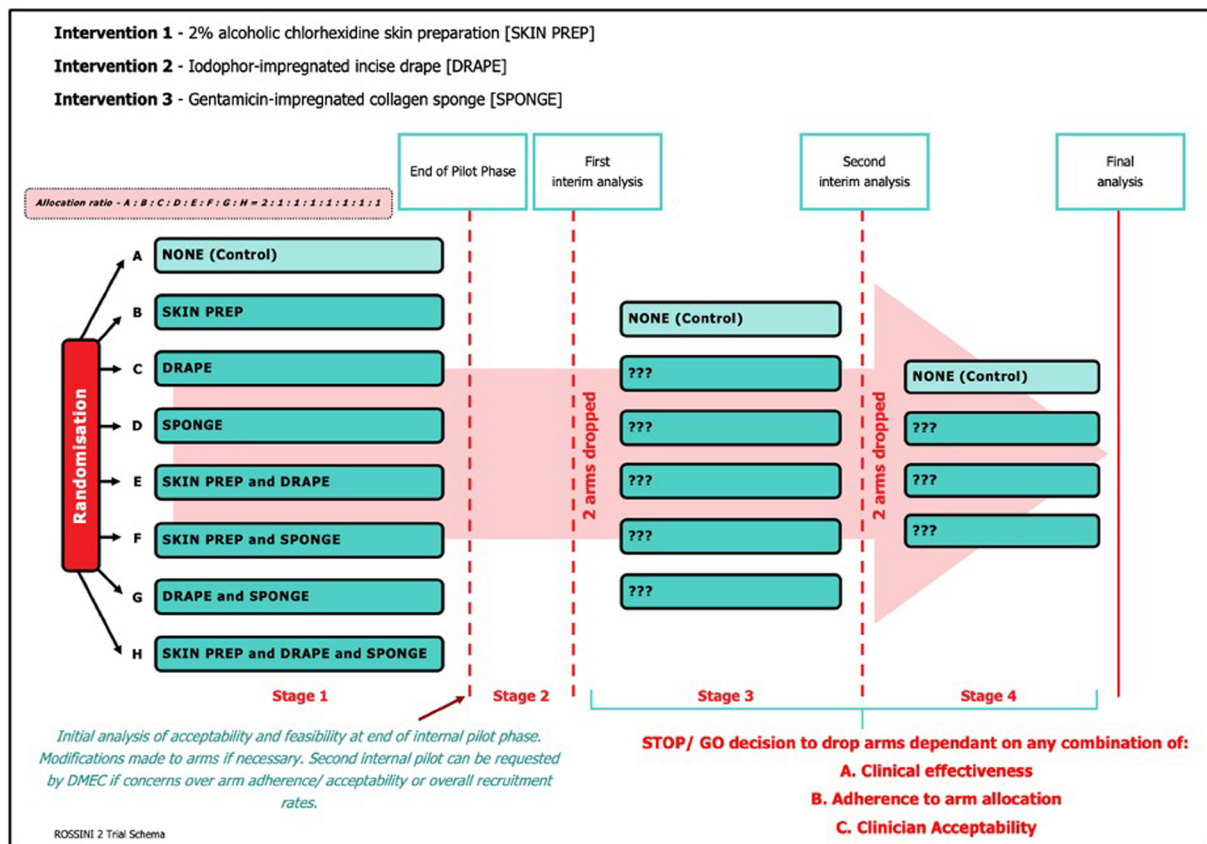 Intervention 1 - 2% alcoholic chlorhexidine skin preparation [SKIN PREP]
Intervention 2 - Iodophor-impregnated incise drape [DRAPE]
Intervention 3 - Gentamicin-impregnated collagen sponge [SPONGE]
End of Pilot Phase
First
interim analysis
Second
interim analysis
Final
analysis
Allocation ratio - A : B : C : D : E : F : G : H = 2 : 1 : 1 : 1 : 1 : 1 : 1 : 1
Randomisation
A
NONE (Control)
B
SKIN PREP
C
DRAPE
D
SPONGE
E
SKIN PREP and DRAPE
F
SKIN PREP and SPONGE
G
DRAPE and SPONGE
H
SKIN PREP and DRAPE and SPONGE
2 arms dropped
NONE (Control)
???
???
???
???
???
2 arms dropped
NONE (Control)
???
???
???
Stage 1
Stage 2
Stage 3
Stage 4
Initial analysis of acceptability and feasibility at end of internal pilot phase.
Modifications made to arms if necessary. Second internal pilot can be requested
by DMEC if concerns over arm adherence/ acceptability or overall recruitment
rates.
STOP/ GO decision to drop arms dependant on any combination of:
A. Clinical effectiveness
B. Adherence to arm allocation
C. Clinician Acceptability
ROSSINI 2 Trial Schema